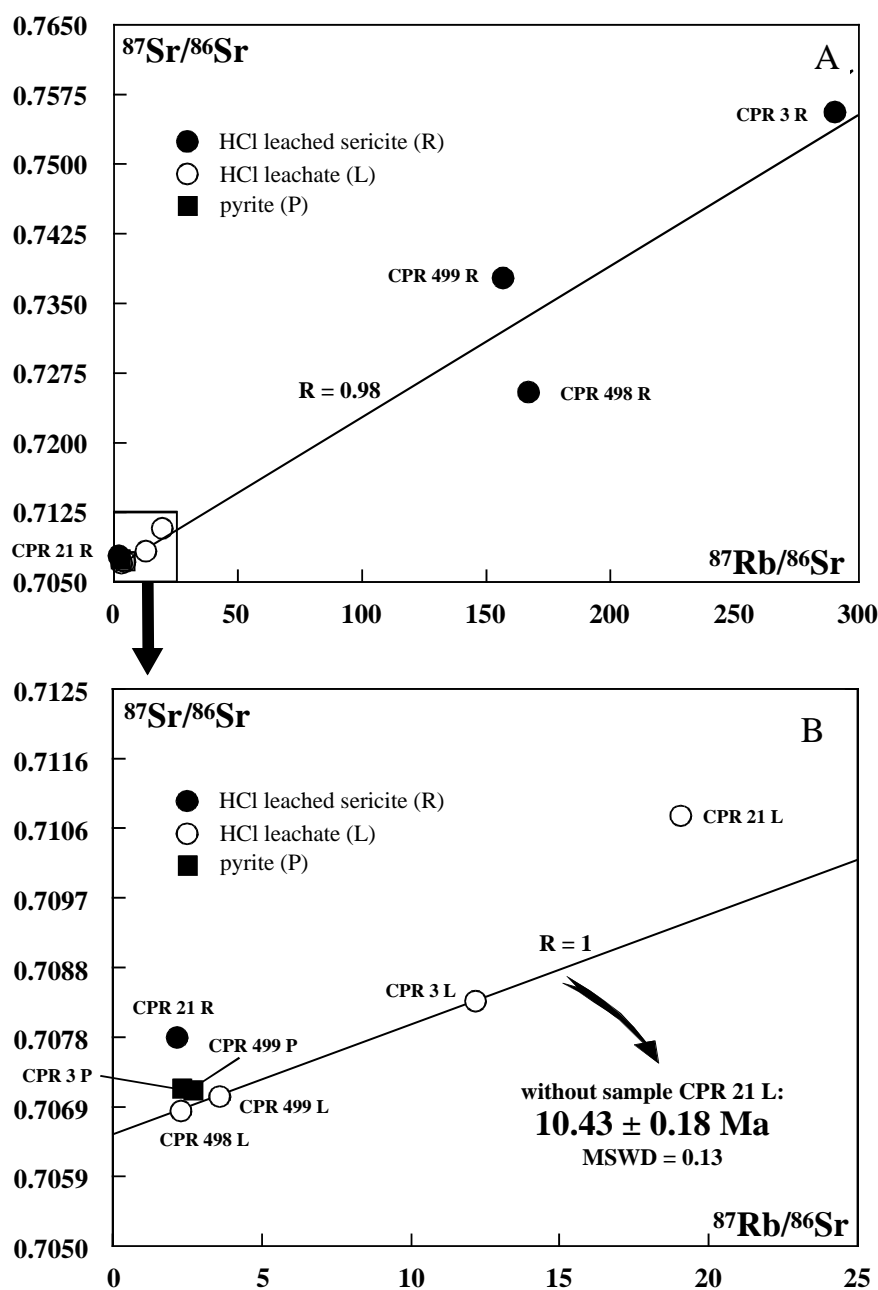 0.7650
⁸⁷Sr/⁸⁶Sr
A
0.7575
CPR 3 R
HCl leached sericite (R)
0.7500
HCl leachate (L)
pyrite (P)
0.7425
CPR 499 R
0.7350
0.7275
R = 0.98
CPR 498 R
0.7200
0.7125
CPR 21 R
⁸⁷Rb/⁸⁶Sr
0.7050
0 50 100 150 200 250 300
0.7125
⁸⁷Sr/⁸⁶Sr
B
0.7116
HCl leached sericite (R)
0.7106
HCl leachate (L)
CPR 21 L
pyrite (P)
0.7097
R = 1
0.7088
CPR 3 L
CPR 21 R
0.7078
CPR 499 P
CPR 3 P
0.6069
CPR 499 L
without sample CPR 21 L:
10.43 ± 0.18 Ma
CPR 498 L
MSWD = 0.13
0.7059
⁸⁷Rb/⁸⁶Sr
0.7050
0 5 10 15 20 25